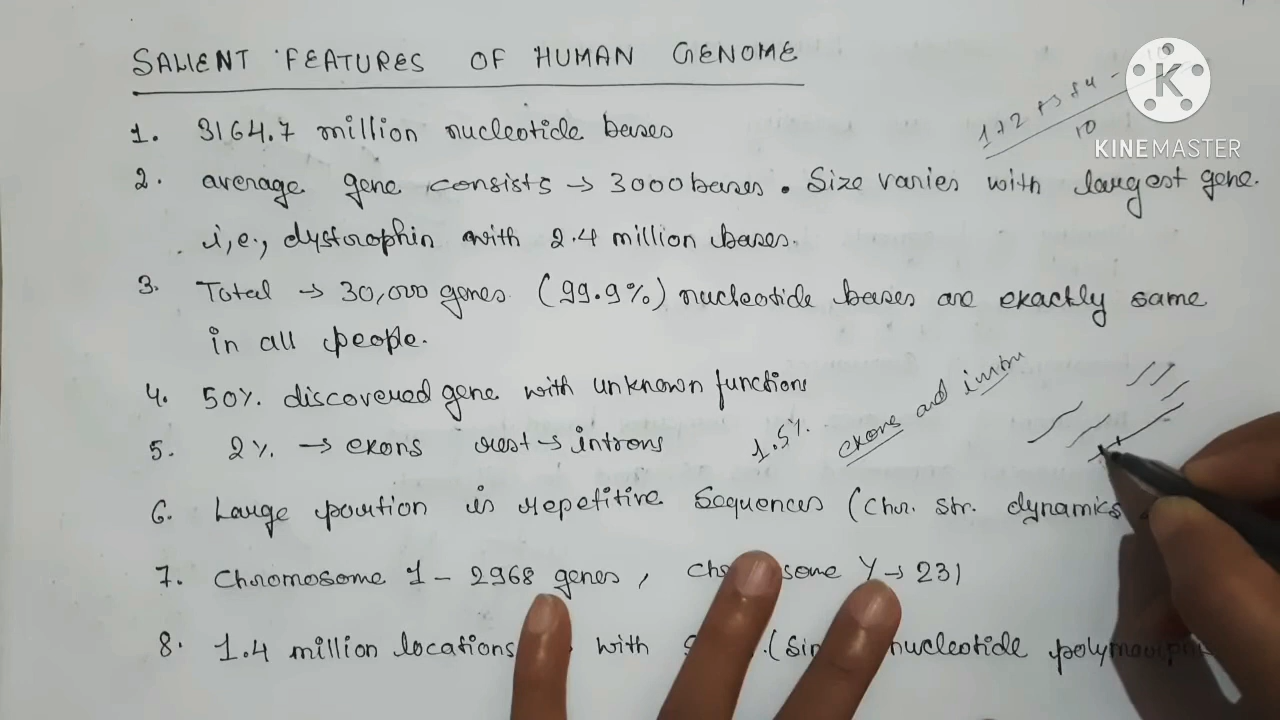 SALIENT FEATURES OF HUMAN GENOME
KINEMASTER
1. 3164.7 million nucleotide bases
10
2. average gene consists → 3000 bases. Size varies with largest gene.
i,e., dystrophin with 2.4 million bases.
3. Total → 30,000 genes (99.9%) nucleotide bases are exactly same
in all people.
4. 50% discovered gene with unknown functions
5. 2% → exons rest → introns
1.5% exons and
6. Large portion is repetitive sequences (chr. str. dynamics
7. Chromosome 1 - 2968 genes, Y → 231
8. 1.4 million locations with nucleotide